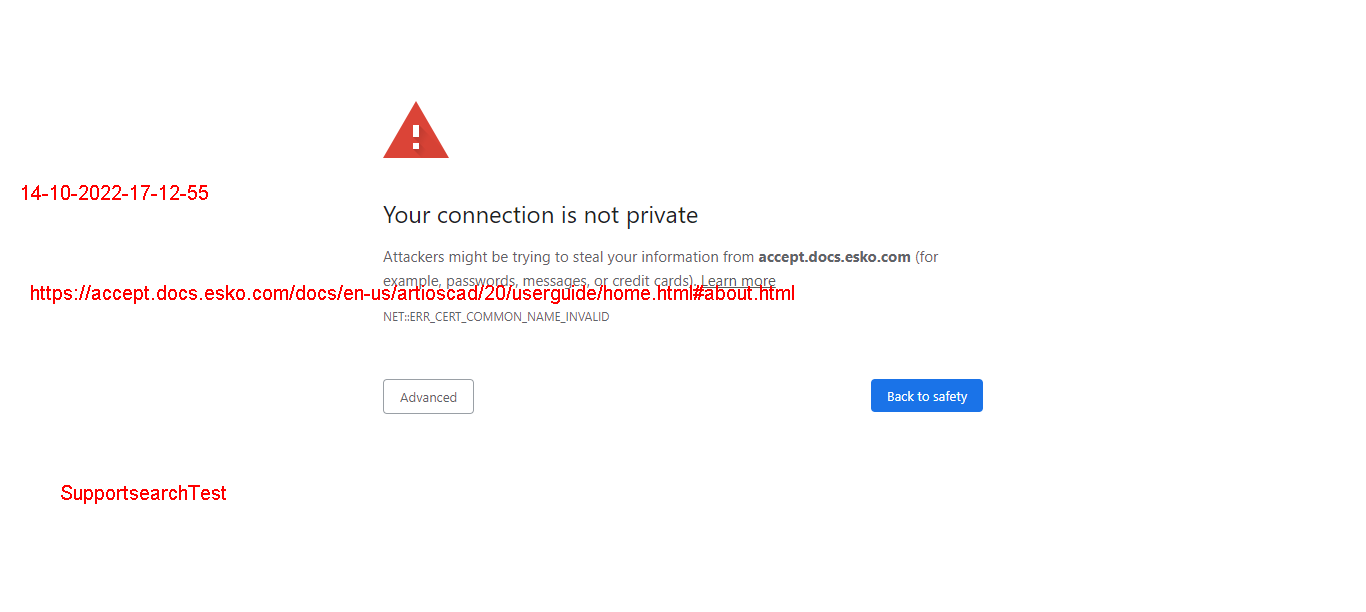 14-10-2022-17-12-55
Your connection is not private
Attackers might be trying to steal your information from accept.docs.esko.com (for
example, passwords, messages, or credit cards). Learn more
https://accept.docs.esko.com/docs/en-us/artioscad/20/userguide/home.html#about.html
NET::ERR_CERT_COMMON_NAME_INVALID
Advanced
Back to safety
SupportsearchTest